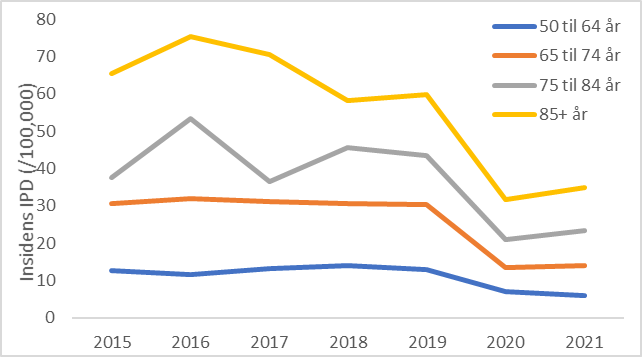 Insidens IPD (/100,000)
80
70
60
50
40
30
20
10
0
2015 2016 2017 2018 2019 2020 2021
50 til 64 år
65 til 74 år
75 til 84 år
85+ år